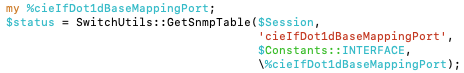 my %cieIfDot1dBaseMappingPort;
$status = SwitchUtils::GetSnmpTable($Session,
'cieIfDot1dBaseMappingPort',
$Constants::INTERFACE,
\%cieIfDot1dBaseMappingPort);